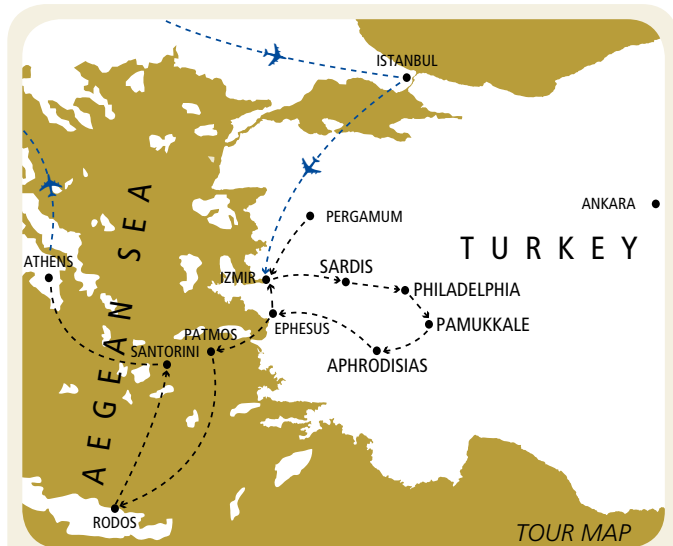 ISTANBUL
PERGAMUM
ANKARA
TURKEY
ATHENS
IZMIR
SARDIS
PHILADELPHIA
EPHESUS
PAMUKKALE
PATMOS
SANTORINI
APHRODISIAS
AEGEAN SEA
RODOS
TOUR MAP